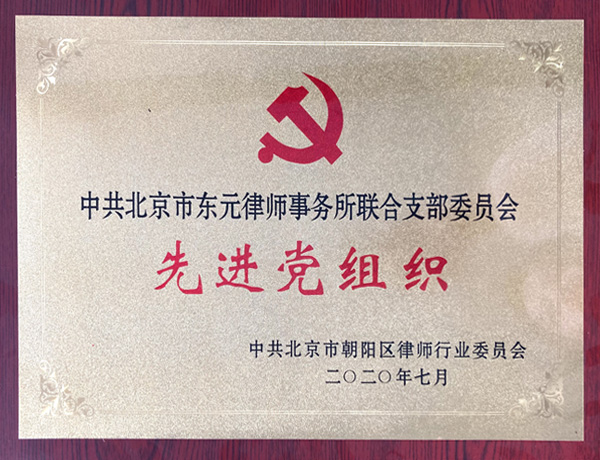 中共北京市东元律师事务所联合支部委员会
先进党组织
中共北京市朝阳区律师行业委员会
二〇二〇年七月